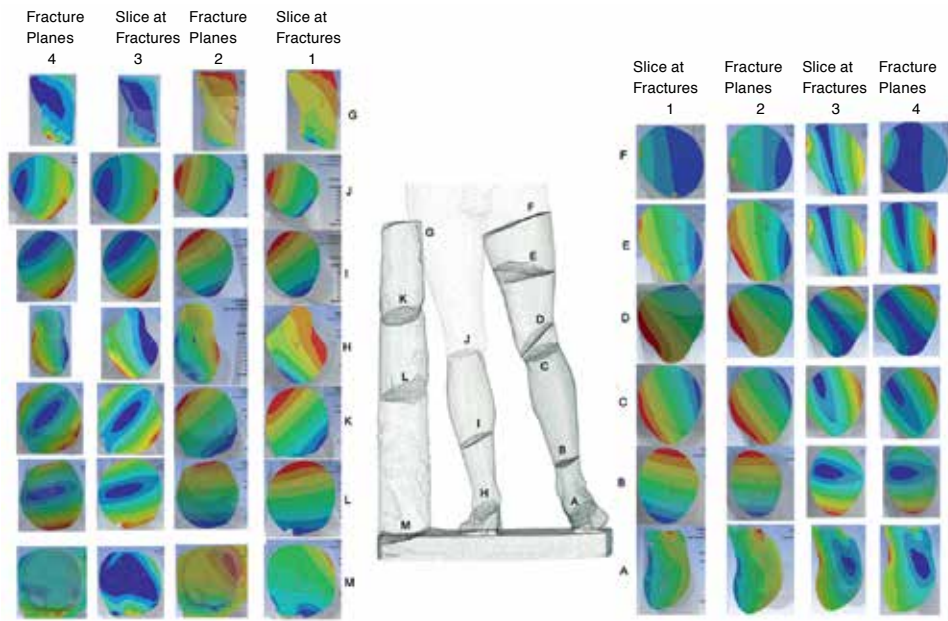 Fracture
Planes
4
Slice at
Fractures
3
Fracture
Planes
2
Slice at
Fractures
1
G
J
I
H
K
L
M
G
K
L
M
J
I
H
F
E
D
C
B
A
Slice at
Fractures
1
Fracture
Planes
2
Slice at
Fractures
3
Fracture
Planes
4
F
E
D
C
B
A